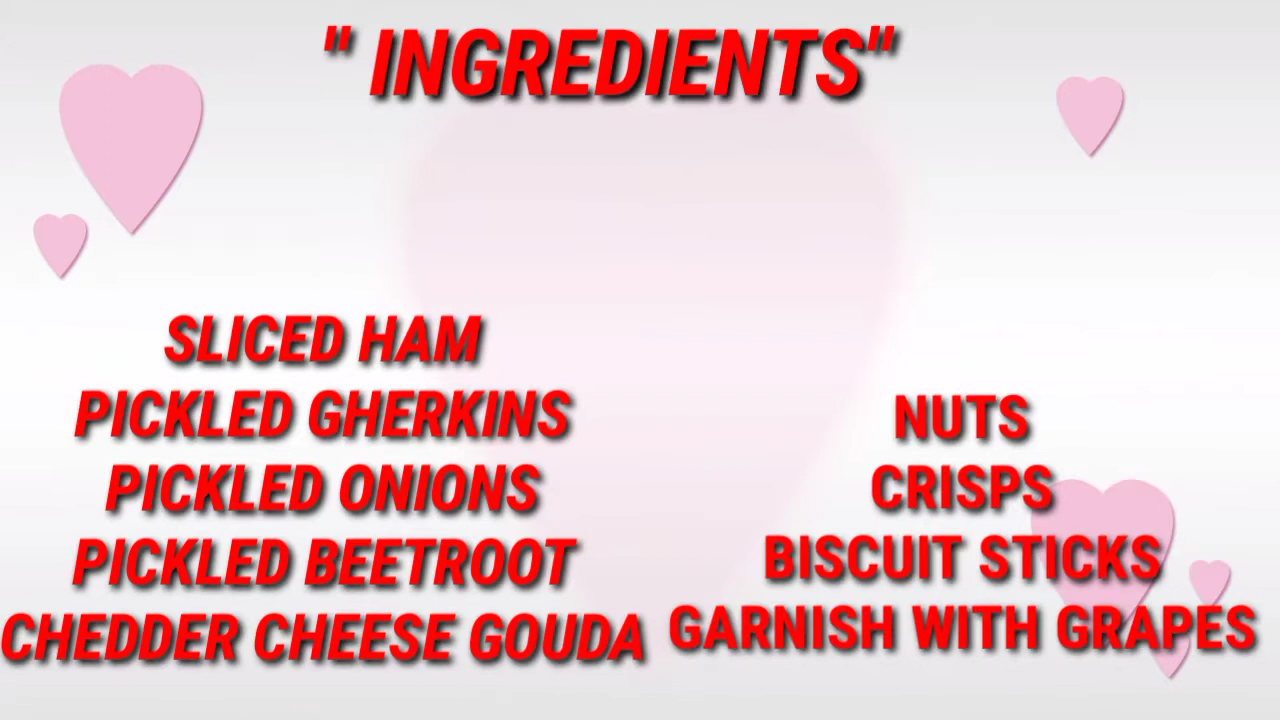 " INGREDIENTS"
SLICED HAM
PICKLED GHERKINS
PICKLED ONIONS
PICKLED BEETROOT
CHEDDER CHEESE GOUDA
NUTS
CRISPS
BISCUIT STICKS
GARNISH WITH GRAPES